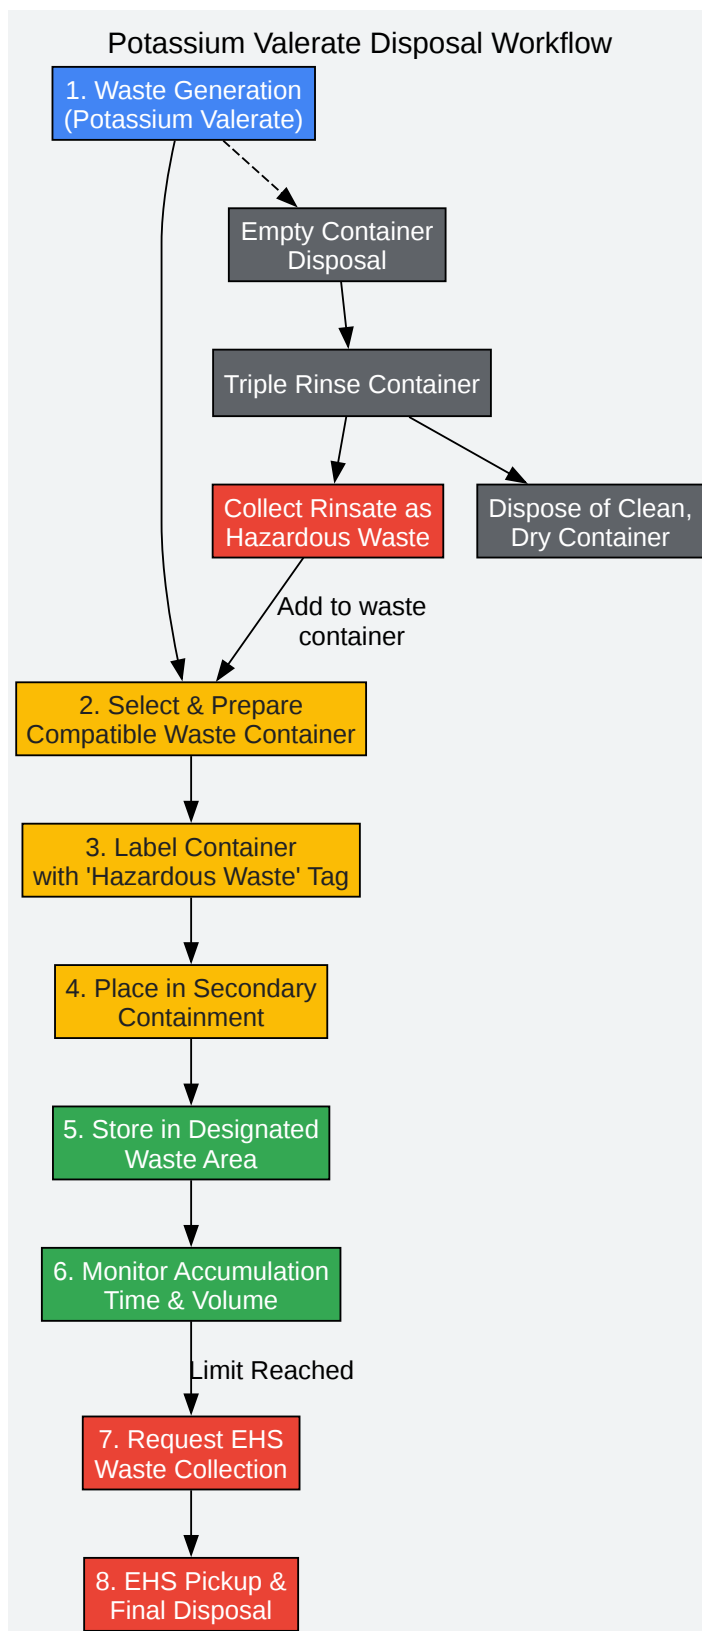 Potassium Valerate Disposal Workflow
1. Waste Generation
(Potassium Valerate)
Empty Container
Disposal
Triple Rinse Container
Collect Rinsate as
Hazardous Waste
Dispose of Clean,
Dry Container
Add to waste
container
2. Select & Prepare
Compatible Waste Container
3. Label Container
with 'Hazardous Waste' Tag
4. Place in Secondary
Containment
5. Store in Designated
Waste Area
6. Monitor Accumulation
Time & Volume
Limit Reached
7. Request EHS
Waste Collection
8. EHS Pickup &
Final Disposal